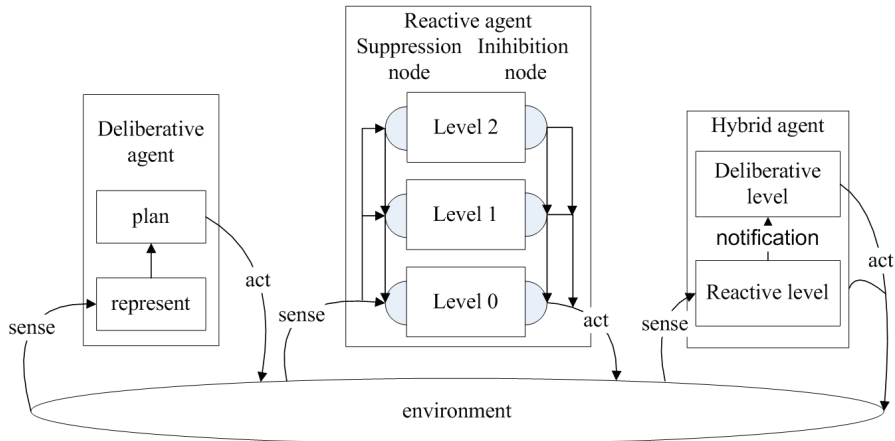 Reactive agent
Suppression node
Inihibition node
Level 2
Level 1
Level 0
sense
act
Deliberative
agent
plan
represent
sense
act
Hybrid agent
Deliberative
level
notification
Reactive level
sense
act
environment